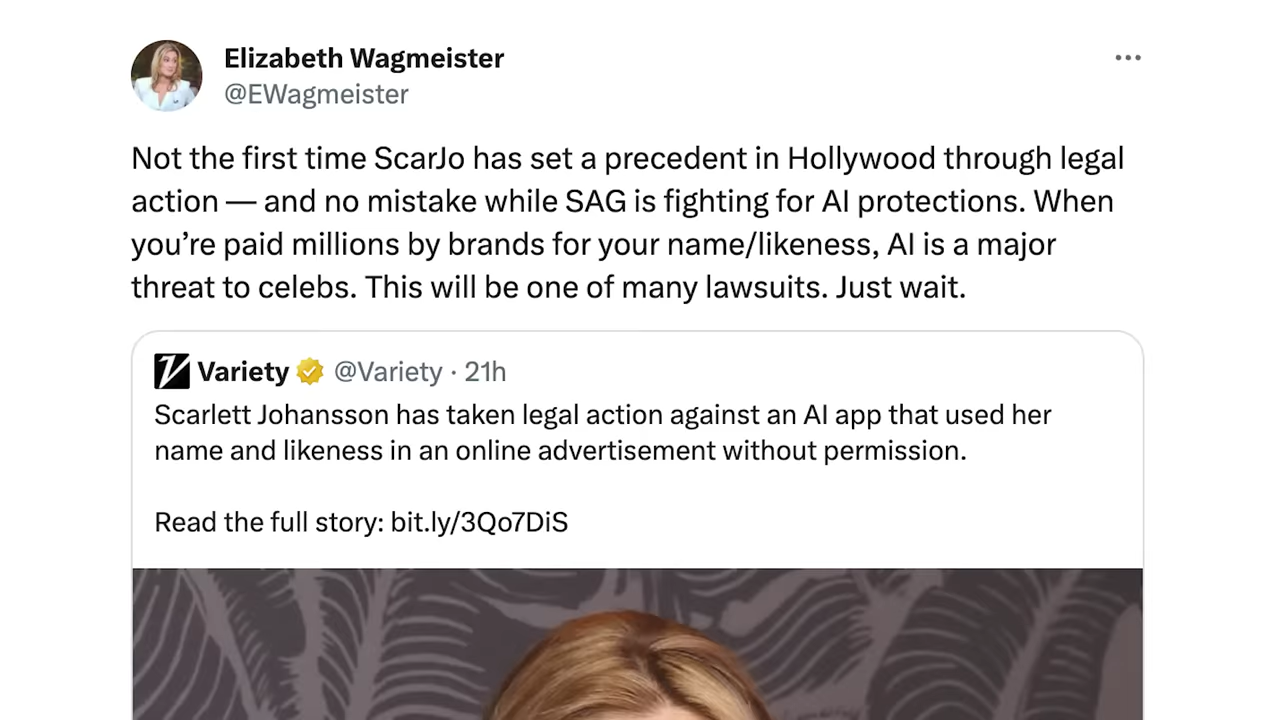 Elizabeth Wagmeister
@EWagmeister
Not the first time ScarJo has set a precedent in Hollywood through legal
action — and no mistake while SAG is fighting for AI protections. When
you’re paid millions by brands for your name/likeness, AI is a major
threat to celebs. This will be one of many lawsuits. Just wait.
Variety @Variety · 21h
Scarlett Johansson has taken legal action against an AI app that used her
name and likeness in an online advertisement without permission.
Read the full story: bit.ly/3Qo7DiS